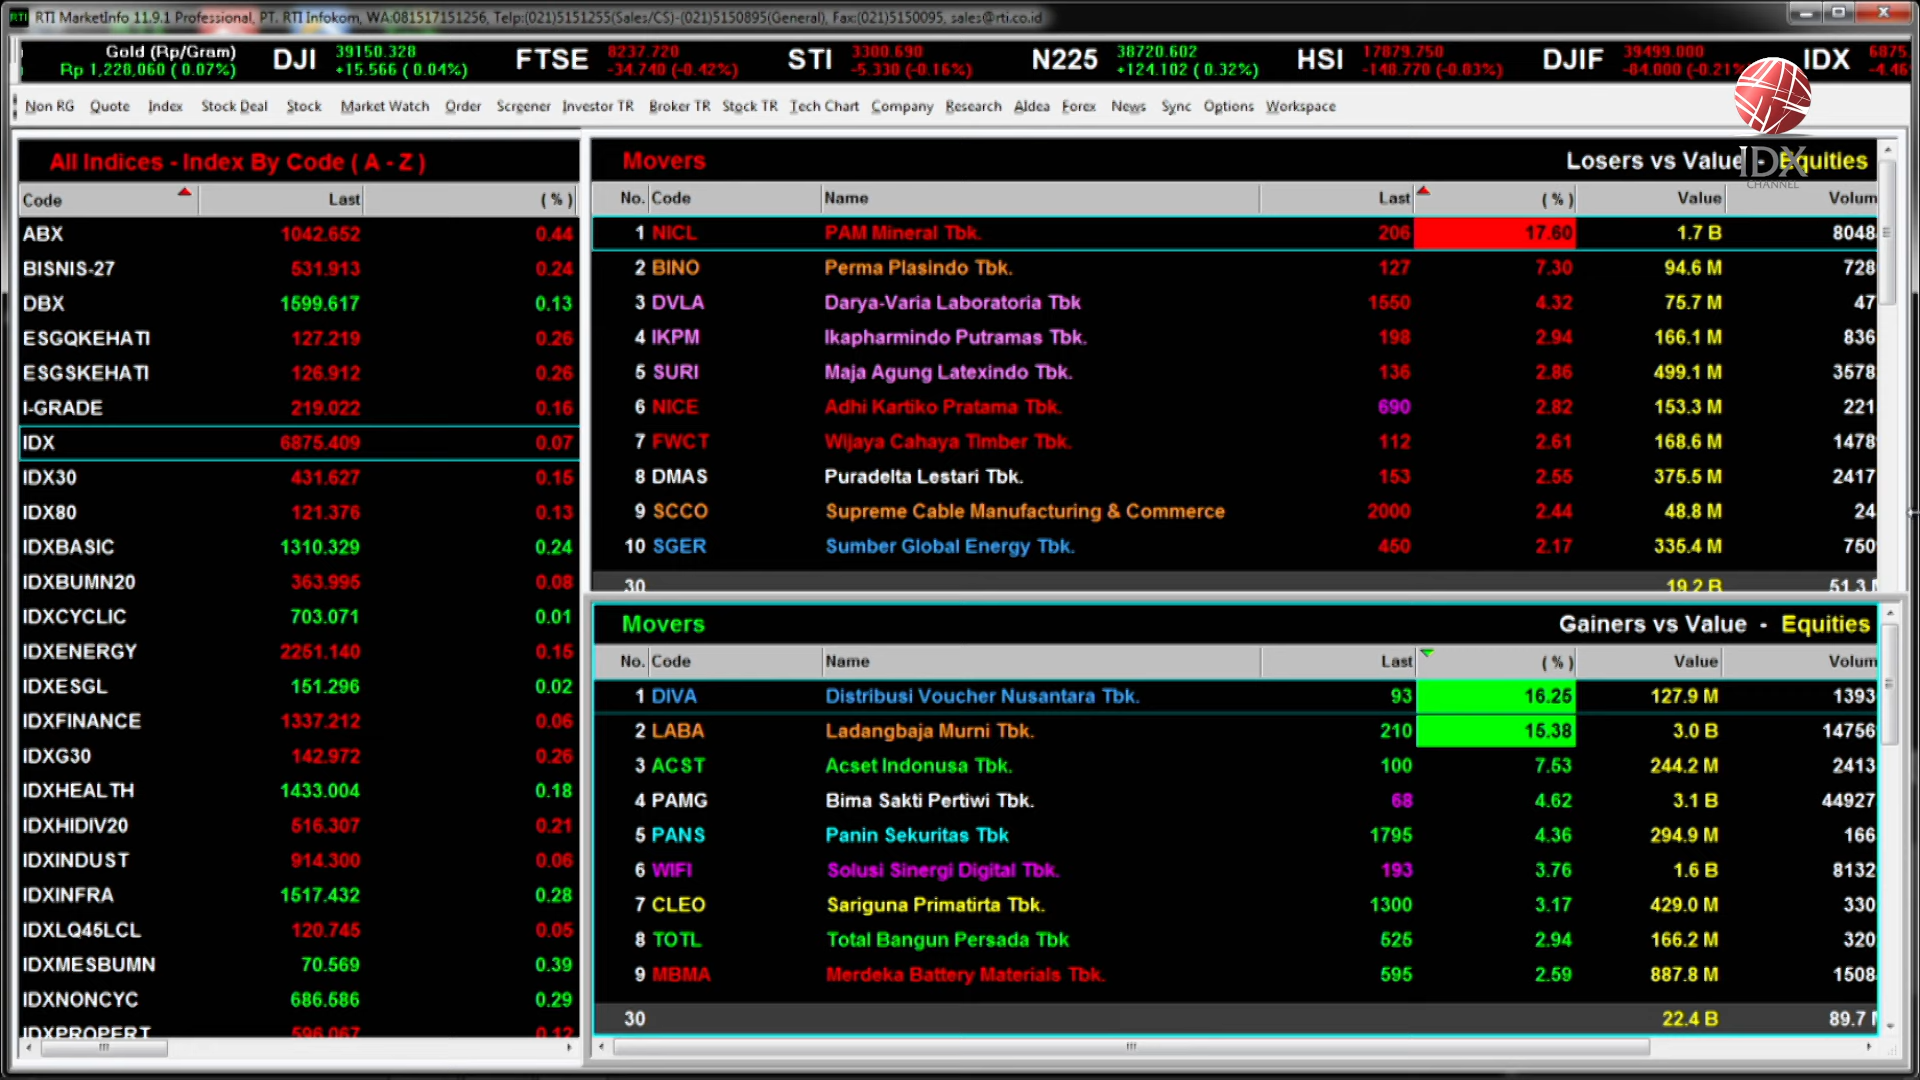 RTI RTI MarketInfo 11.9.1 Professional, PT. RTI Infokom, WA:081517151256, Telp:(021)5151255(Sales/CS)-(021)5150895(General), Fax:(021)5150095, sales@rti.co.id
Gold (Rp/Gram) DJI 39150.328 FTSE 8237.720 STI 3300.690 N225 38720.602 HSI 17879.750 DJIF 39499.000 IDX 6875.
Rp 1,228,060 ( 0.07%) +15.566 ( 0.04%) -34.740 (-0.42%) -5.330 (-0.16%) +124.102 ( 0.32%)
Non RG Quote Index Stock Deal Stock Market Watch Order Screener Investor TR Broker TR Stock TR Tech Chart Company Research Aldea Forex News Sync Options Workspace
IDX
CHANNEL
All Indices - Index By Code ( A - Z )
Code Last ( % )
ABX 1042.652 0.44
BISNIS-27 531.913 0.24
DBX 1599.617 0.13
ESGQKEHATI 127.219 0.26
ESGSKEHATI 126.912 0.26
I-GRADE 219.022 0.16
IDX 6875.409 0.07
IDX30 431.627 0.15
IDX80 121.376 0.13
IDXBASIC 1310.329 0.24
IDXBUMN20 363.995 0.08
IDXCYCLIC 703.071 0.01
IDXENERGY 2251.140 0.15
IDXESGL 151.296 0.02
IDXFINANCE 1337.212 0.06
IDXG30 142.972 0.26
IDXHEALTH 1433.004 0.18
IDXHIDIV20 516.307 0.21
IDXINDUST 914.300 0.06
IDXINFRA 1517.432 0.28
IDXLQ45LCL 120.745 0.05
IDXMESBUMN 70.569 0.39
IDXNONCYC 686.586 0.29
IDXPROPERT 596.067 0.12
Movers Losers vs Value - Equities
No. Code Name Last ( % ) Value Volum
1 NICL PAM Mineral Tbk. 206 17.60 1.7 B 8048
2 BINO Perma Plasindo Tbk. 127 7.30 94.6 M 728
3 DVLA Darya-Varia Laboratoria Tbk 1550 4.32 75.7 M 47
4 IKPM Ikapharmindo Putramas Tbk. 198 2.94 166.1 M 836
5 SURI Maja Agung Latexindo Tbk. 136 2.86 499.1 M 3578
6 NICE Adhi Kartiko Pratama Tbk. 690 2.82 153.3 M 221
7 FWCT Wijaya Cahaya Timber Tbk. 112 2.61 168.6 M 1478
8 DMAS Puradelta Lestari Tbk. 153 2.55 375.5 M 2417
9 SCCO Supreme Cable Manufacturing & Commerce 2000 2.44 48.8 M 24
10 SGER Sumber Global Energy Tbk. 450 2.17 335.4 M 750
30 19.2 B 51.3 M
Movers Gainers vs Value - Equities
No. Code Name Last ( % ) Value Volum
1 DIVA Distribusi Voucher Nusantara Tbk. 93 16.25 127.9 M 1393
2 LABA Ladangbaja Murni Tbk. 210 15.38 3.0 B 14756
3 ACST Acset Indonusa Tbk. 100 7.53 244.2 M 2413
4 PAMG Bima Sakti Pertiwi Tbk. 68 4.62 3.1 B 44927
5 PANS Panin Sekuritas Tbk 1795 4.36 294.9 M 166
6 WIFI Solusi Sinergi Digital Tbk. 193 3.76 1.6 B 8132
7 CLEO Sariguna Primatirta Tbk. 1300 3.17 429.0 M 330
8 TOTL Total Bangun Persada Tbk 525 2.94 166.2 M 320
9 MBMA Merdeka Battery Materials Tbk. 595 2.59 887.8 M 1508
30 22.4 B 89.7 M